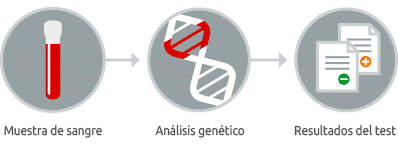 Muestra de sangre
Análisis genético
Resultados del test